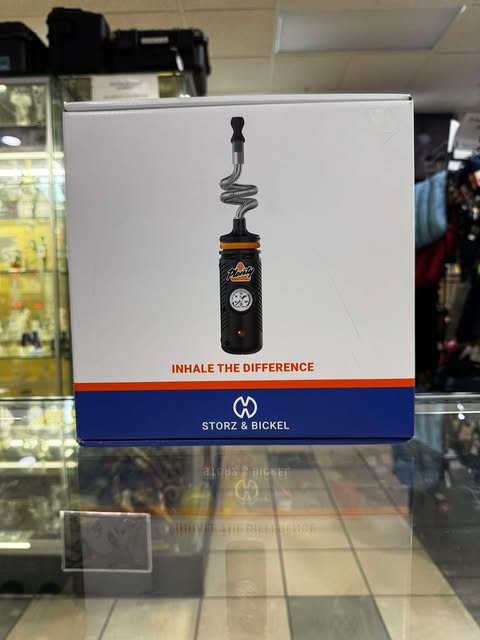 Plenty
INHALE THE DIFFERENCE
STORZ & BICKEL